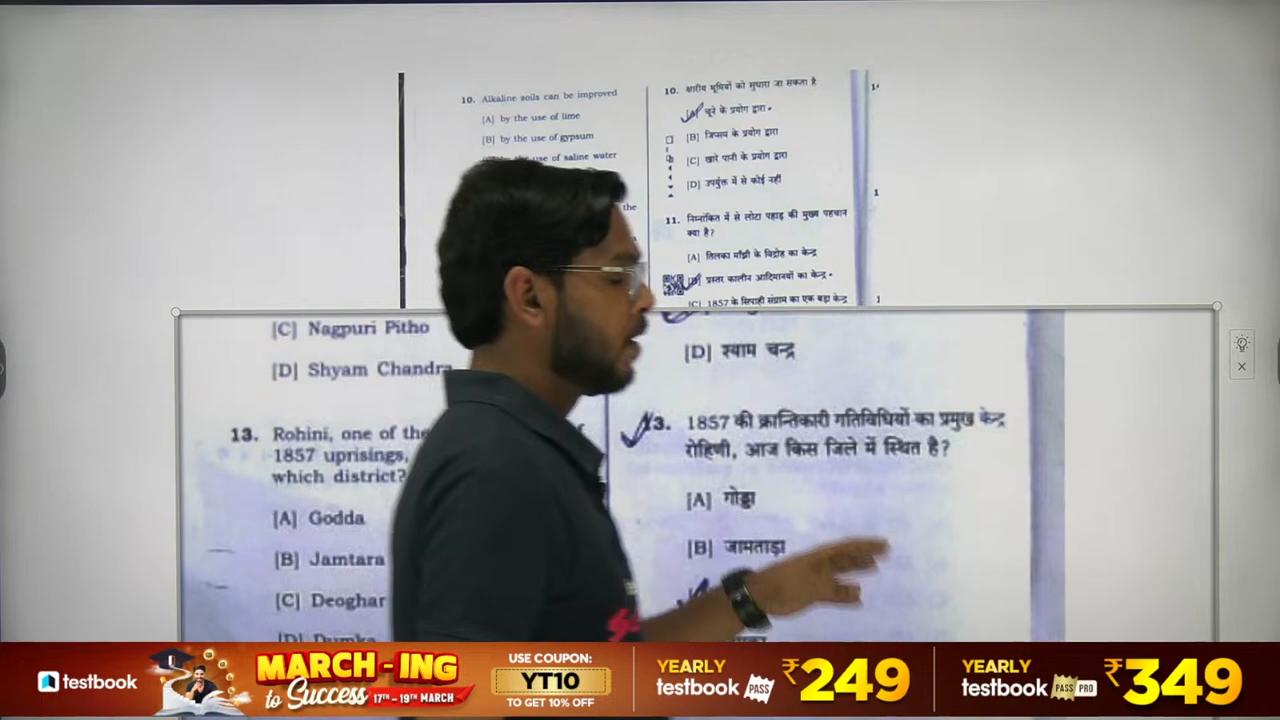 10. Alkaline soils can be improved
[A] by the use of lime
[B] by the use of gypsum
the use of saline water
the
10. क्षारीय भूमियों को सुधारा जा सकता है
[A] चूने के प्रयोग द्वारा
[B] जिप्सम के प्रयोग द्वारा
[C] खारे पानी के प्रयोग द्वारा
[D] उपर्युक्त में से कोई नहीं
11. निम्नांकित में से लोटा पहाड़ की मुख्य पहचान
क्या है?
[A] तिलका माँझी के विद्रोह का केन्द्र
[B] प्रस्तर कालीन आदिमानवों का केन्द्र
[C] 1857 के सिपाही संग्राम का एक बड़ा केन्द्र
[C] Nagpuri Pitho
[D] Shyam Chandra
13. Rohini, one of the
1857 uprisings,
which district?
[A] Godda
[B] Jamtara
[C] Deoghar
[D] Dumka
[D] श्याम चन्द्र
13. 1857 की क्रान्तिकारी गतिविधियों का प्रमुख केन्द्र
रोहिणी, आज किस जिले में स्थित है?
[A] गोड्डा
[B] जामताड़ा
testbook
MARCH-ING
to Success 17TH - 19TH MARCH
USE COUPON:
YT10
TO GET 10% OFF
YEARLY
testbook PASS
₹249
YEARLY
testbook PASS PRO
₹349